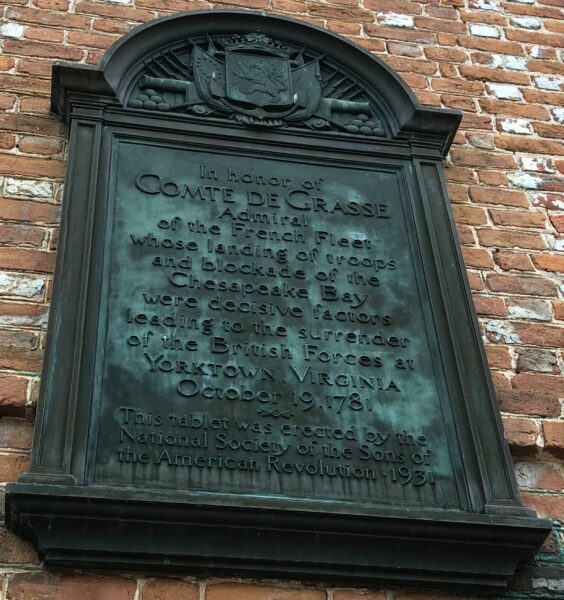 In honor of
COMTE DE GRASSE
Admiral
of the French Fleet
whose landing of troops
and blockade of the
Chesapeake Bay
were decisive factors
leading to the surrender
of the British Forces at
YORKTOWN, VIRGINIA
October 19, 1781
This tablet was erected by the
National Society of the Sons of
the American Revolution · 1931